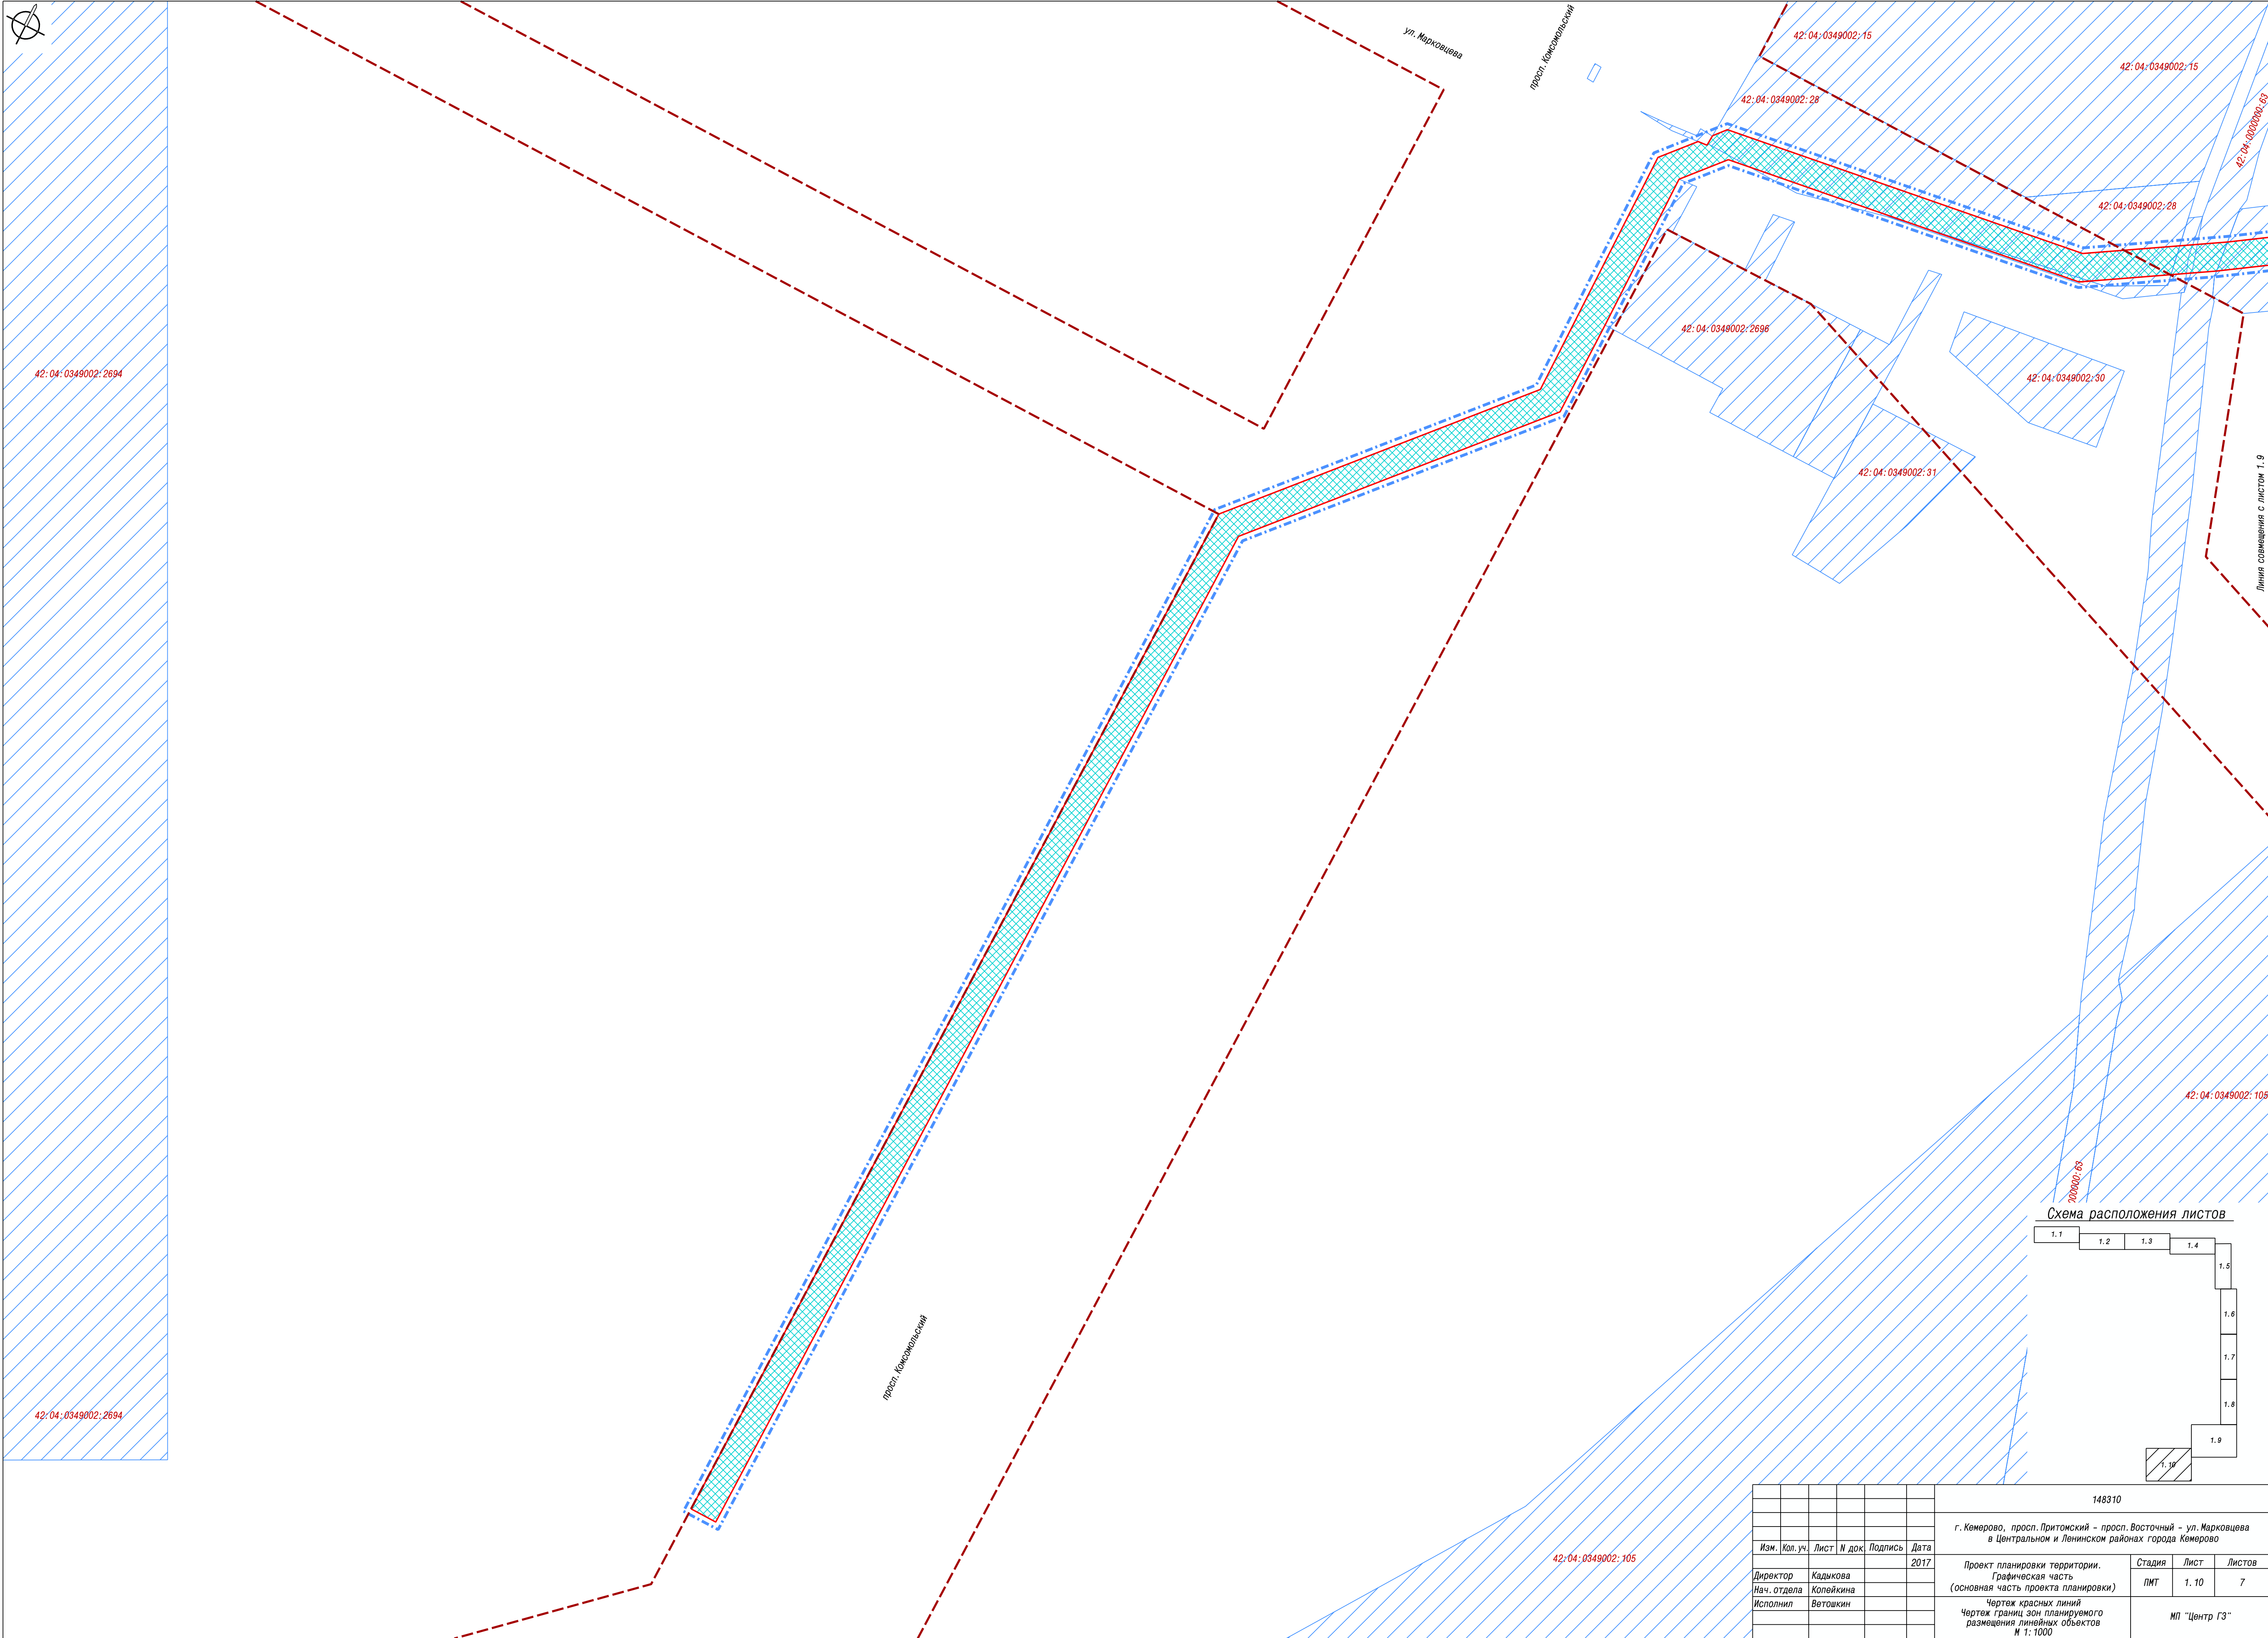 ул.Марковцева
просп.Комсомольский
42:04:0349002:15
42:04:0349002:15
42:04:0349002:28
42:04:0000000:63
42:04:0349002:28
42:04:0349002:2696
42:04:0349002:2694
42:04:0349002:30
42:04:0349002:31
Линия совмещения с листом 1.9
42:04:0349002:105
000000:63
Схема расположения листов
1.1
1.2
1.3
1.4
1.5
1.6
1.7
1.8
1.9
1.10
просп.Комсомольский
42:04:0349002:2694
42:04:0349002:105
148310
г.Кемерово, просп.Притомский - просп.Восточный - ул.Марковцева
в Центральном и Ленинском районах города Кемерово
Изм. Кол.уч. Лист N док. Подпись Дата
2017
Директор Кадыкова
Нач.отдела Копейкина
Исполнил Ветошкин
Проект планировки территории.
Графическая часть
(основная часть проекта планировки)
Стадия Лист Листов
ПМТ 1.10 7
Чертеж красных линий
Чертеж границ зон планируемого
размещения линейных объектов
М 1:1000
МП "Центр ГЗ"